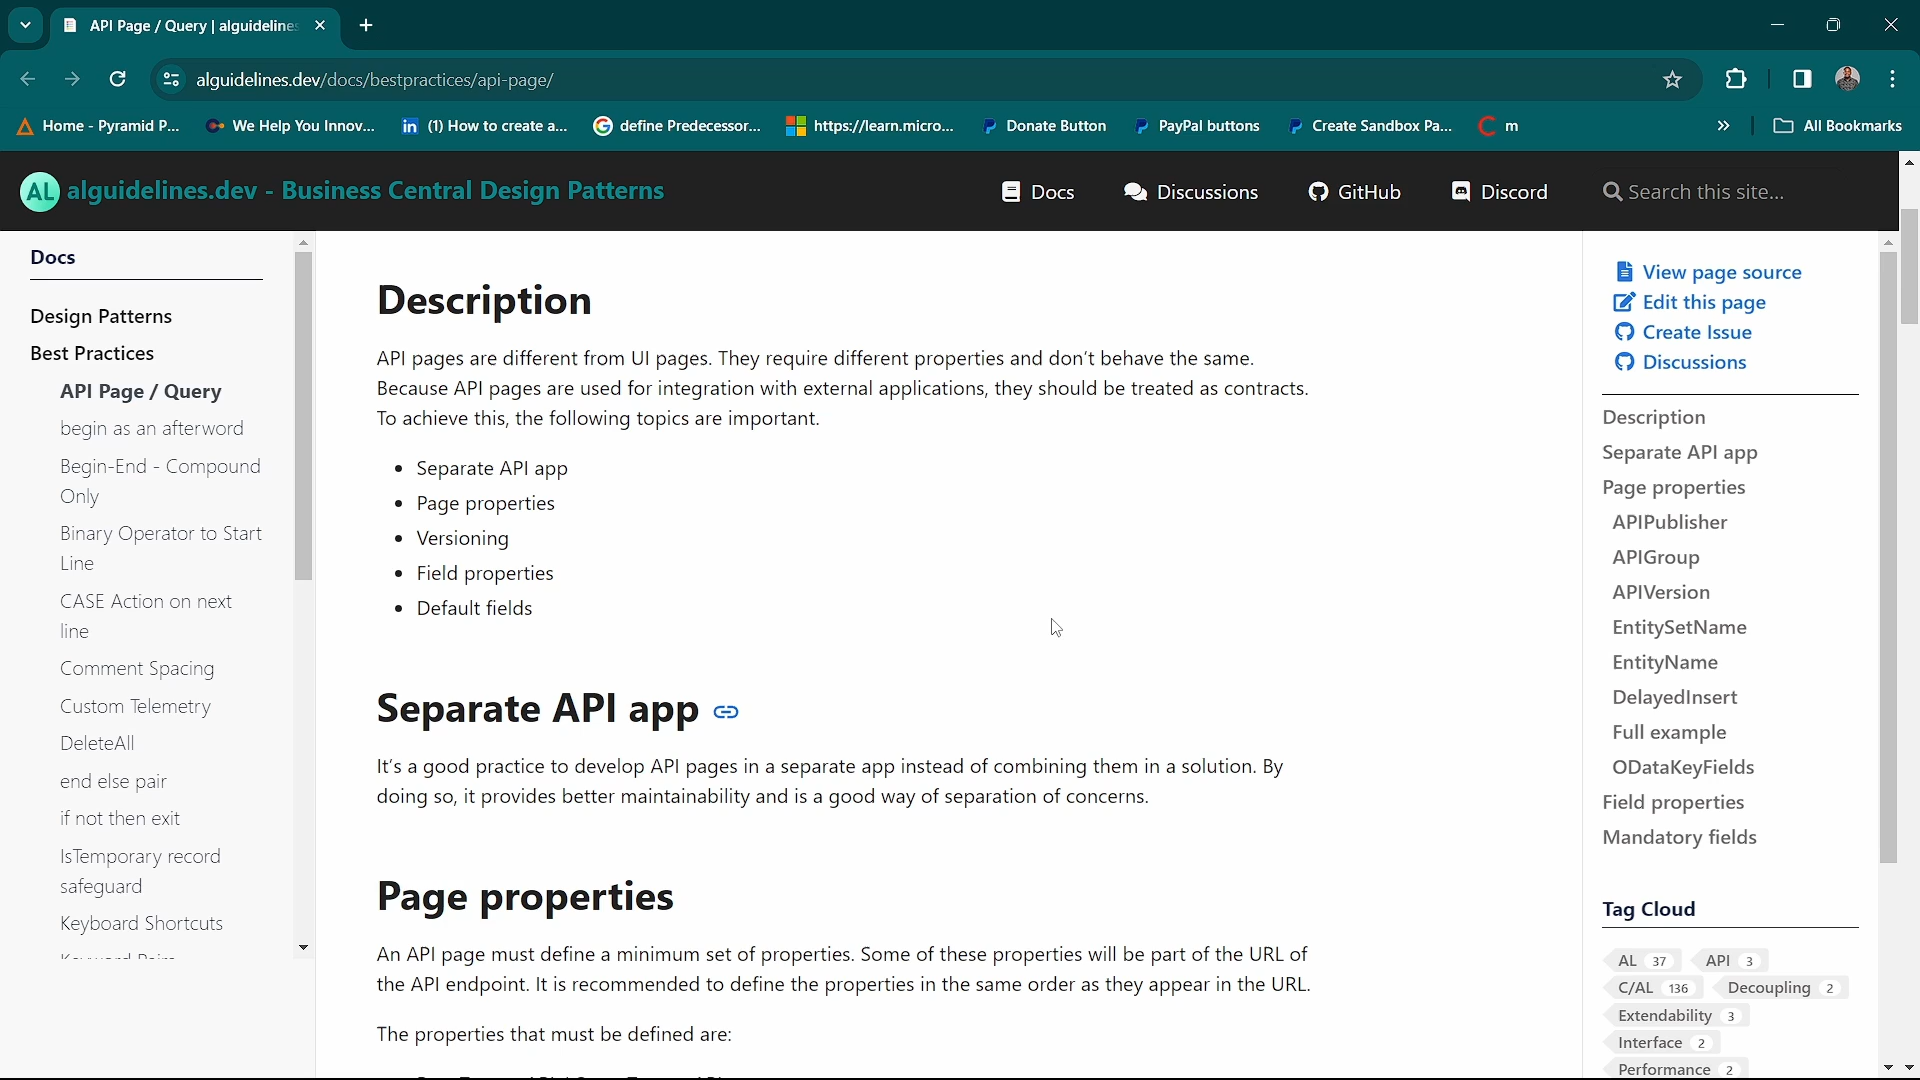 API Page / Query | alguidelines
alguidelines.dev/docs/bestpractices/api-page/
Home - Pyramid P...
We Help You Innov...
(1) How to create a...
define Predecessor...
https://learn.micro...
Donate Button
PayPal buttons
Create Sandbox Pa...
m
»
All Bookmarks
AL alguidelines.dev - Business Central Design Patterns
Docs
Discussions
GitHub
Discord
Search this site...
Docs
Design Patterns
Best Practices
API Page / Query
begin as an afterword
Begin-End - Compound
Only
Binary Operator to Start
Line
CASE Action on next
line
Comment Spacing
Custom Telemetry
DeleteAll
end else pair
if not then exit
IsTemporary record
safeguard
Keyboard Shortcuts
Description
API pages are different from UI pages. They require different properties and don't behave the same.
Because API pages are used for integration with external applications, they should be treated as contracts.
To achieve this, the following topics are important.
• Separate API app
• Page properties
• Versioning
• Field properties
• Default fields
Separate API app
It's a good practice to develop API pages in a separate app instead of combining them in a solution. By
doing so, it provides better maintainability and is a good way of separation of concerns.
Page properties
An API page must define a minimum set of properties. Some of these properties will be part of the URL of
the API endpoint. It is recommended to define the properties in the same order as they appear in the URL.
The properties that must be defined are:
View page source
Edit this page
Create Issue
Discussions
Description
Separate API app
Page properties
APIPublisher
APIGroup
APIVersion
EntitySetName
EntityName
DelayedInsert
Full example
ODataKeyFields
Field properties
Mandatory fields
Tag Cloud
AL 37 API 3
C/AL 136 Decoupling 2
Extendability 3
Interface 2
Performance 2